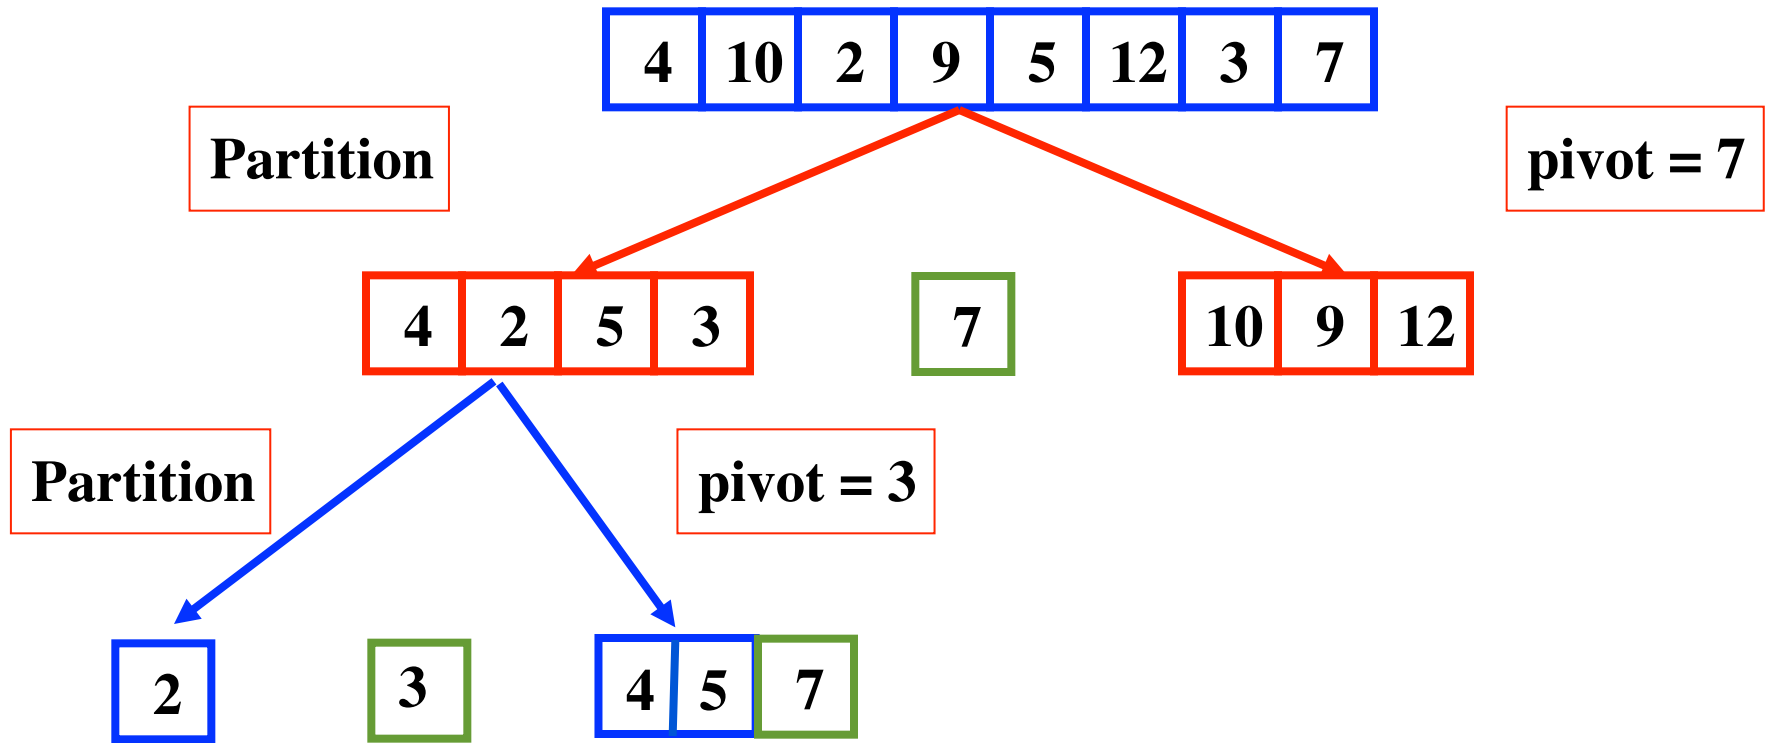 4 10 2 9 5 12 3 7
Partition
pivot = 7
4 2 5 3
7
10 9 12
Partition
pivot = 3
2
3
4 5 7